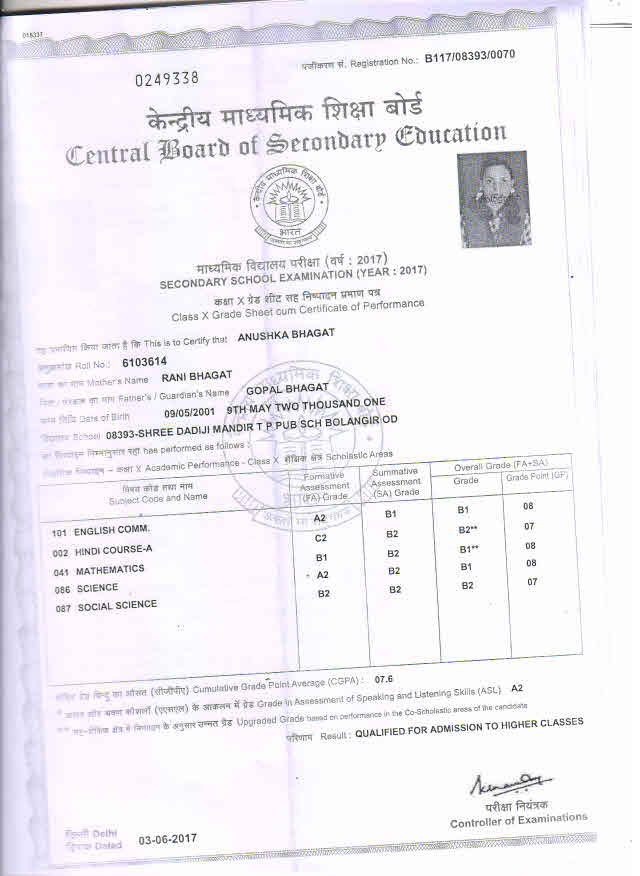 018337
पंजीकरण सं. Registration No.: B117/08393/0070
0249338
केन्द्रीय माध्यमिक शिक्षा बोर्ड
Central Board of Secondary Education
केन्द्रीय माध्यमिक शिक्षा बोर्ड
भारत
माध्यमिक विद्यालय परीक्षा (वर्ष : 2017)
SECONDARY SCHOOL EXAMINATION (YEAR : 2017)
कक्षा X ग्रेड शीट सह निष्पादन प्रमाण पत्र
Class X Grade Sheet cum Certificate of Performance
यह प्रमाणित किया जाता है कि This is to Certify that ANUSHKA BHAGAT
अनुक्रमांक Roll No.: 6103614
माता का नाम Mother's Name RANI BHAGAT
पिता / संरक्षक का नाम Father's / Guardian's Name GOPAL BHAGAT
जन्म तिथि Date of Birth 09/05/2001 9TH MAY TWO THOUSAND ONE
विद्यालय School 08393-SHREE DADIJI MANDIR T P PUB SCH BOLANGIR OD
का निष्पादन निम्नानुसार रहा has performed as follows :
शैक्षिक निष्पादन - कक्षा X Academic Performance - Class X शैक्षिक क्षेत्र Scholastic Areas
विषय कोड तथा नाम Subject Code and Name Formative Assessment (FA) Grade Summative Assessment (SA) Grade Overall Grade (FA+SA)
Grade Grade Point (GP)
101 ENGLISH COMM. A2 B1 B1 08
002 HINDI COURSE-A C2 B2 B2** 07
041 MATHEMATICS B1 B2 B1** 08
086 SCIENCE A2 B2 B1 08
087 SOCIAL SCIENCE B2 B2 B2 07
संचित ग्रेड बिन्दु का औसत (सीजीपीए) Cumulative Grade Point Average (CGPA) : 07.6
वाचन और श्रवण कौशलों (एएसएल) के आकलन में ग्रेड Grade in Assessment of Speaking and Listening Skills (ASL) A2
सह-शैक्षिक क्षेत्र में निष्पादन के अनुसार उन्नत ग्रेड Upgraded Grade based on performance in the Co-Scholastic areas of the candidate
परिणाम Result : QUALIFIED FOR ADMISSION TO HIGHER CLASSES
परीक्षा नियंत्रक
Controller of Examinations
दिल्ली Delhi
दिनांक Dated 03-06-2017